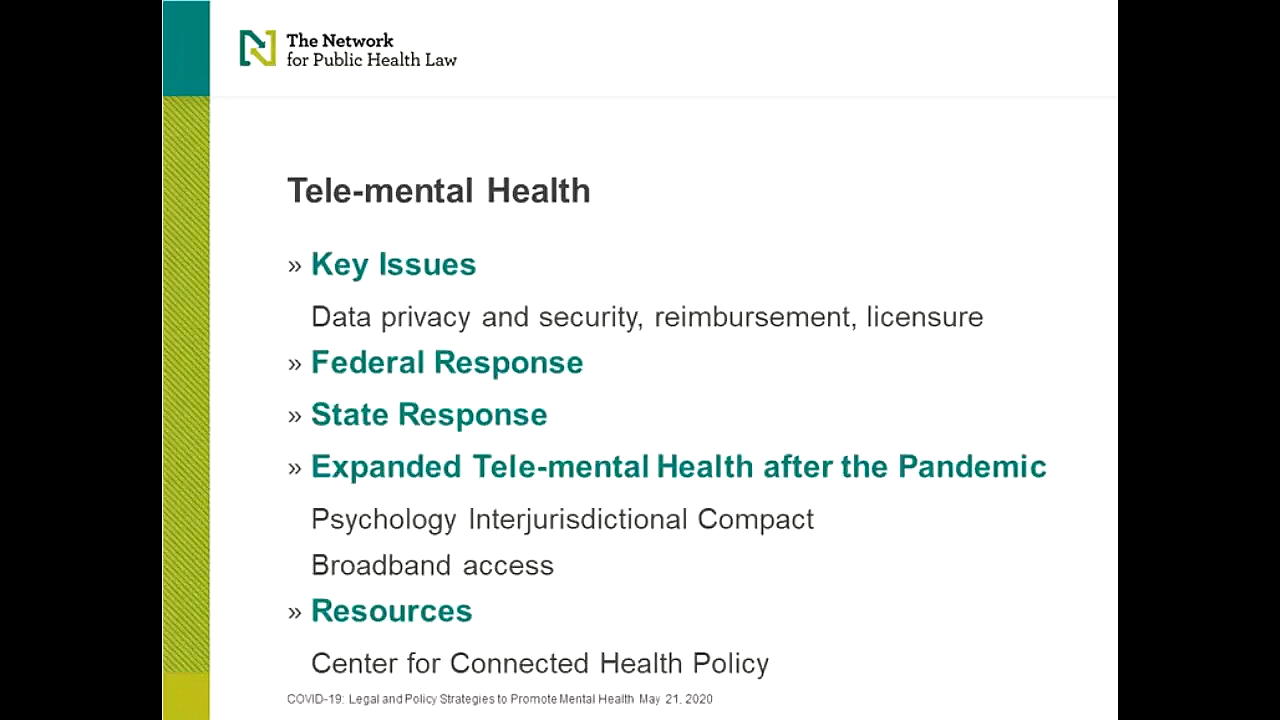 The Network
for Public Health Law
Tele-mental Health
» Key Issues
Data privacy and security, reimbursement, licensure
» Federal Response
» State Response
» Expanded Tele-mental Health after the Pandemic
Psychology Interjurisdictional Compact
Broadband access
» Resources
Center for Connected Health Policy
COVID-19: Legal and Policy Strategies to Promote Mental Health May 21, 2020